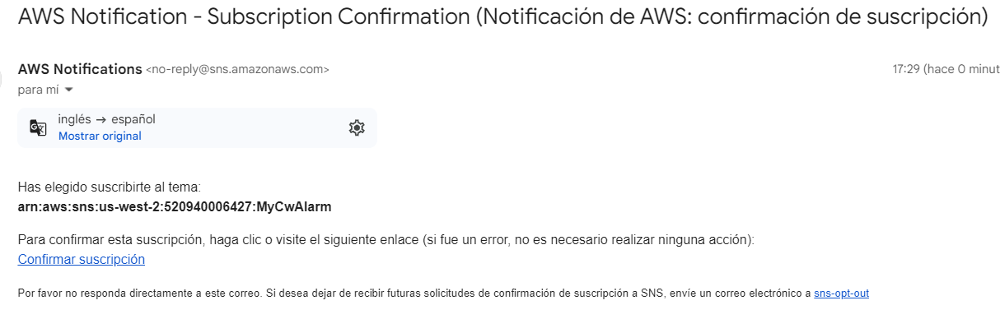 AWS Notification - Subscription Confirmation (Notificación de AWS: confirmación de suscripción)
AWS Notifications <no-reply@sns.amazonaws.com>
17:29 (hace 0 minut
para mí
inglés → español
Mostrar original
Has elegido suscribirte al tema:
arn:aws:sns:us-west-2:520940006427:MyCwAlarm
Para confirmar esta suscripción, haga clic o visite el siguiente enlace (si fue un error, no es necesario realizar ninguna acción):
Confirmar suscripción
Por favor no responda directamente a este correo. Si desea dejar de recibir futuras solicitudes de confirmación de suscripción a SNS, envíe un correo electrónico a sns-opt-out